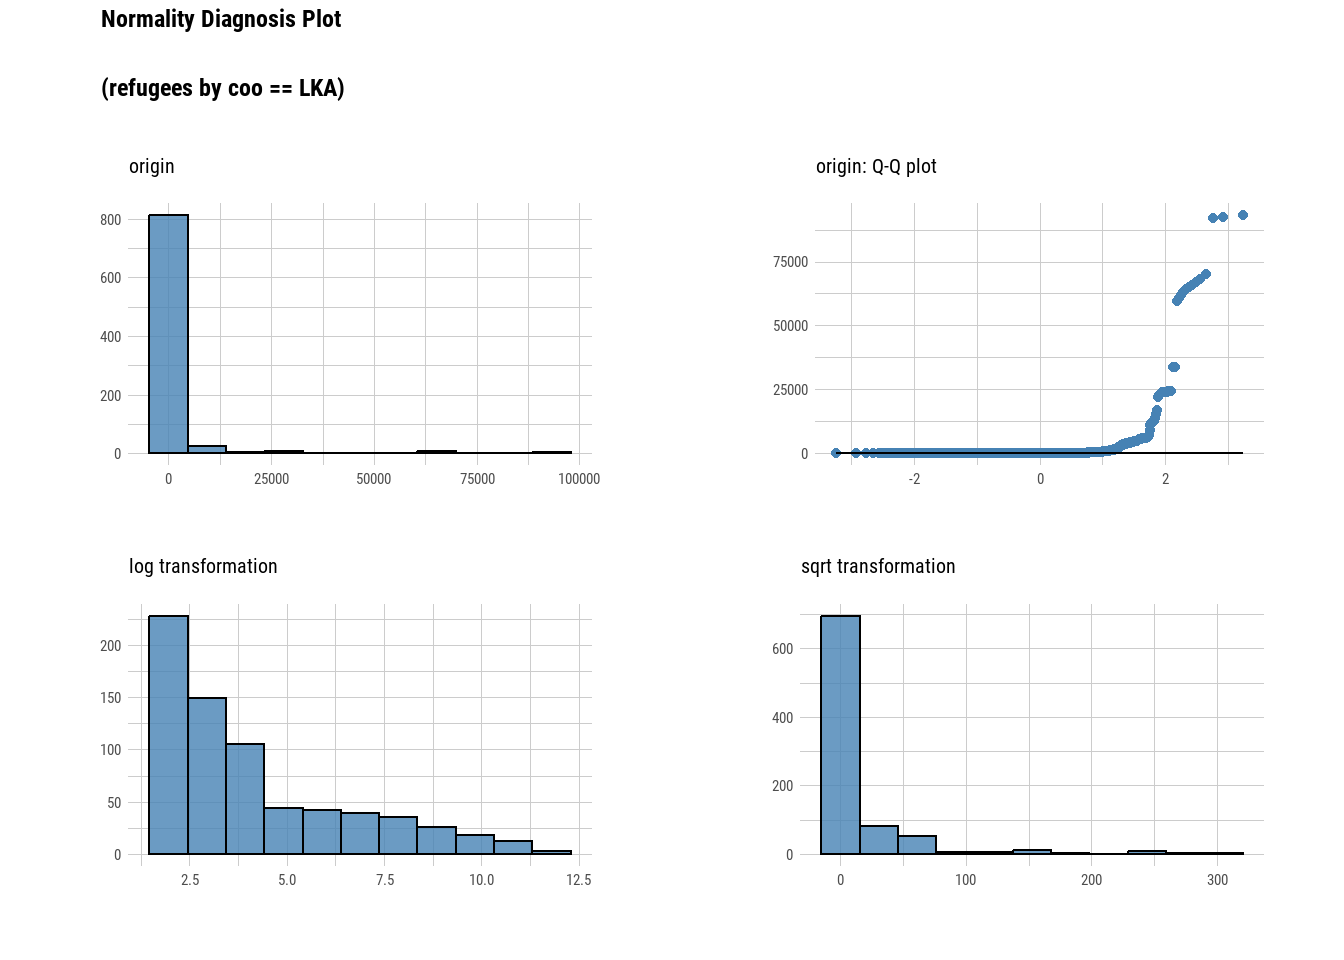 Normality Diagnosis Plot
(refugees by coo == LKA)
origin
800
600
400
200
0
0 25000 50000 75000 100000
origin: Q-Q plot
75000
50000
25000
0
-2 0 2
log transformation
200
150
100
50
0
2.5 5.0 7.5 10.0 12.5
sqrt transformation
600
400
200
0
0 100 200 300